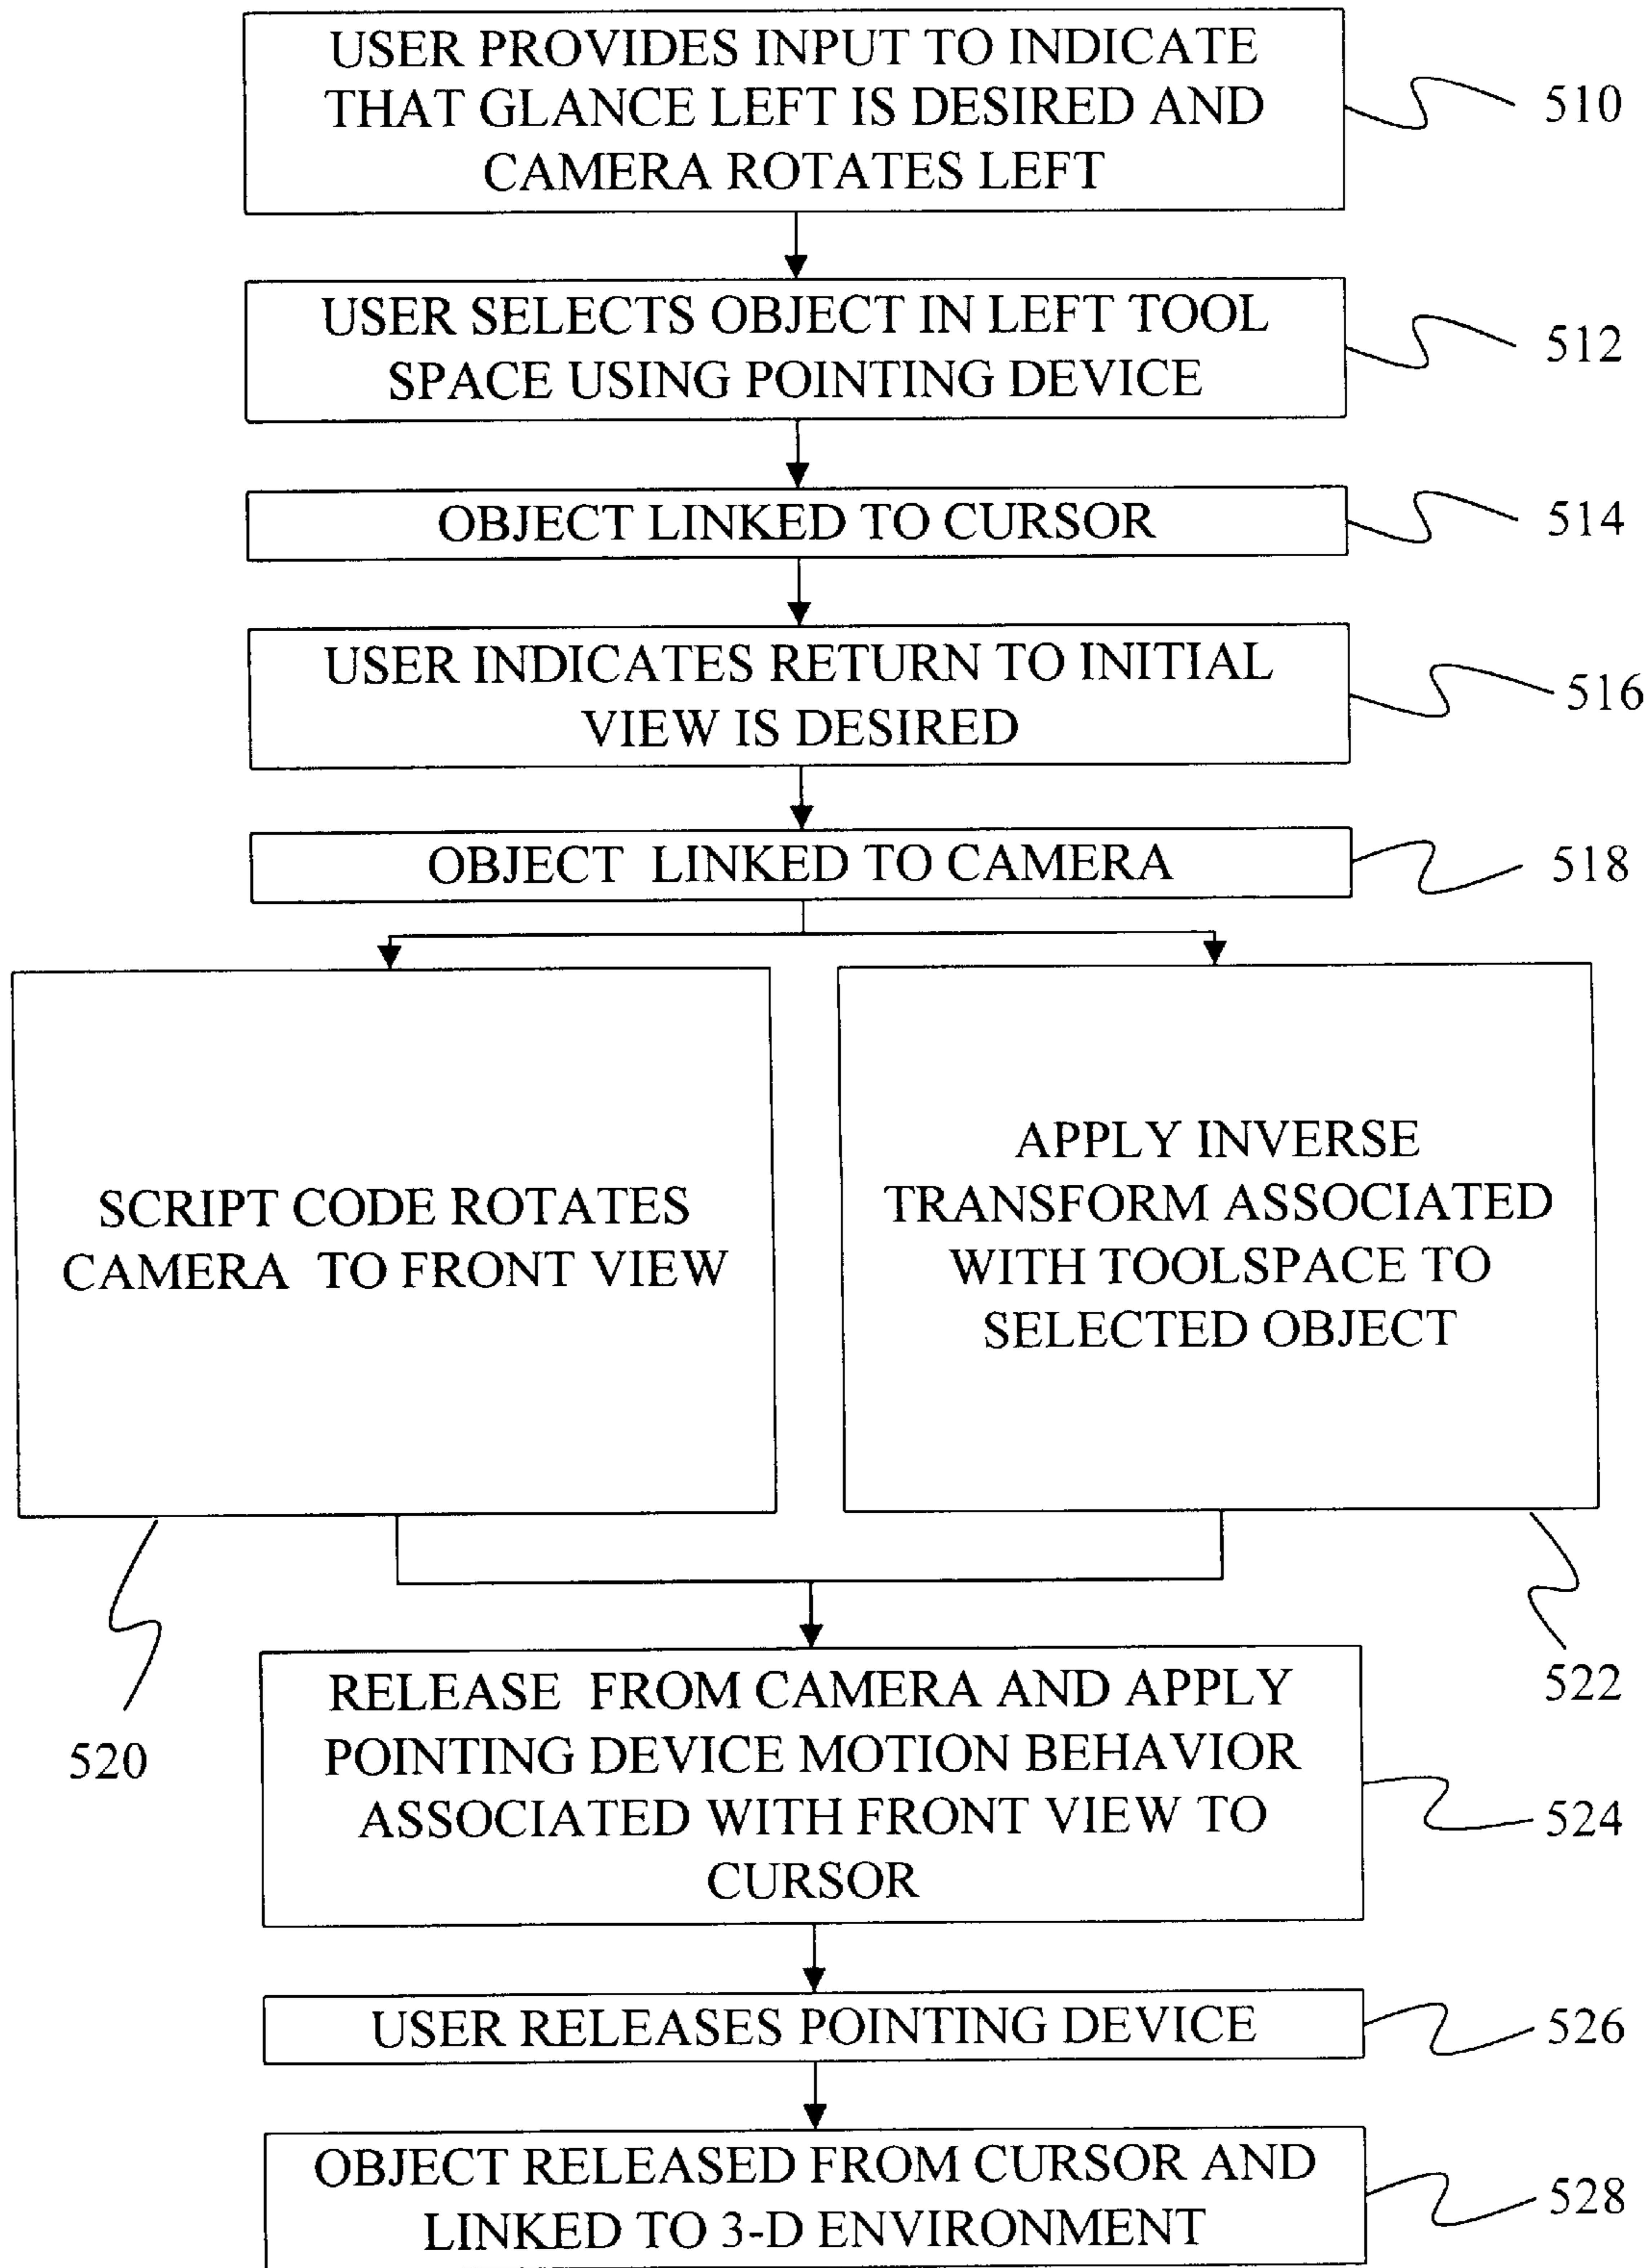 USER PROVIDES INPUT TO INDICATE
THAT GLANCE LEFT IS DESIRED AND
CAMERA ROTATES LEFT
510
USER SELECTS OBJECT IN LEFT TOOL
SPACE USING POINTING DEVICE
512
OBJECT LINKED TO CURSOR
514
USER INDICATES RETURN TO INITIAL
VIEW IS DESIRED
516
OBJECT LINKED TO CAMERA
518
SCRIPT CODE ROTATES
CAMERA TO FRONT VIEW
520
APPLY INVERSE
TRANSFORM ASSOCIATED
WITH TOOLSPACE TO
SELECTED OBJECT
522
RELEASE FROM CAMERA AND APPLY
POINTING DEVICE MOTION BEHAVIOR
ASSOCIATED WITH FRONT VIEW TO
CURSOR
524
USER RELEASES POINTING DEVICE
526
OBJECT RELEASED FROM CURSOR AND
LINKED TO 3-D ENVIRONMENT
528